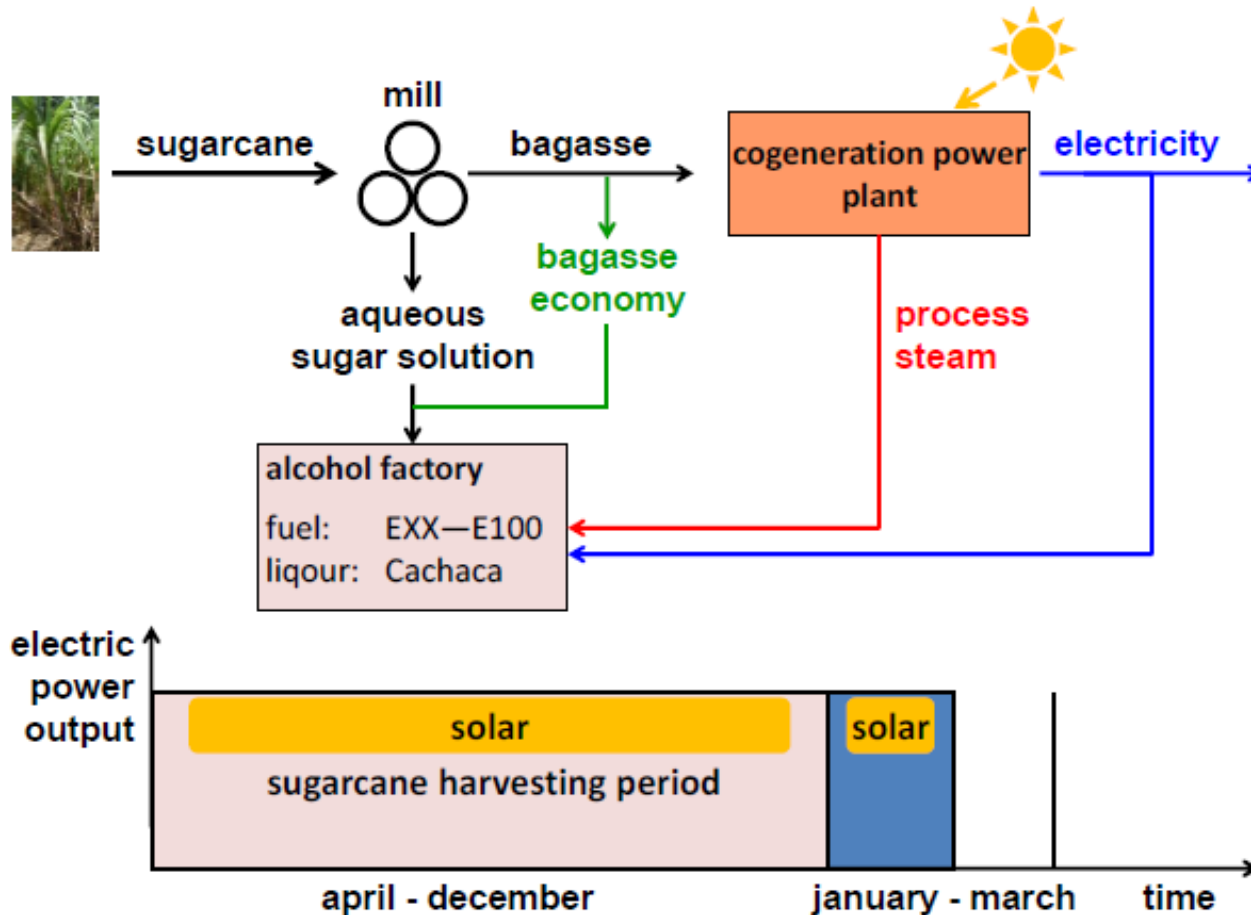 mill
sugarcane
bagasse
cogeneration power
plant
electricity
bagasse
economy
aqueous
sugar solution
process
steam
alcohol factory
fuel: EXX—E100
liqour: Cachaca
electric
power
output
solar
solar
sugarcane harvesting period
april - december
january - march
time